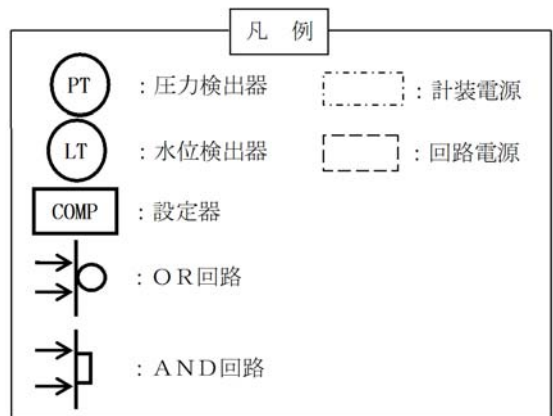 凡 例
PT
：圧力検出器
：計装電源
LT
：水位検出器
：回路電源
COMP
：設定器
：ＯＲ回路
：ＡＮＤ回路